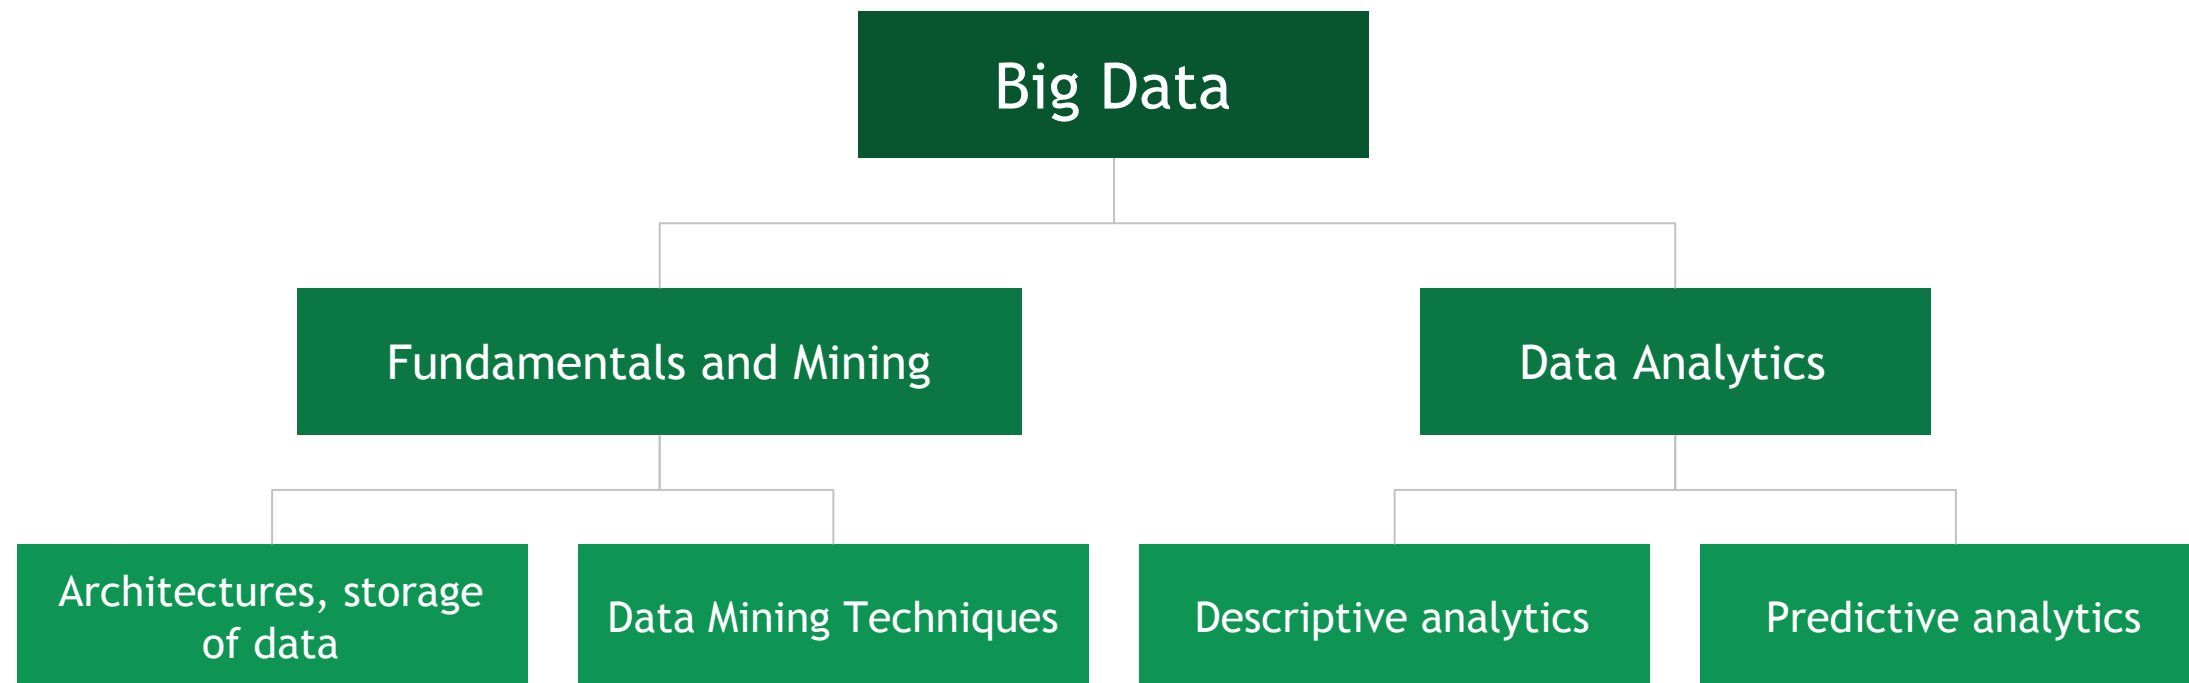 Big Data
Fundamentals and Mining
Data Analytics
Architectures, storage
of data
Data Mining Techniques
Descriptive analytics
Predictive analytics